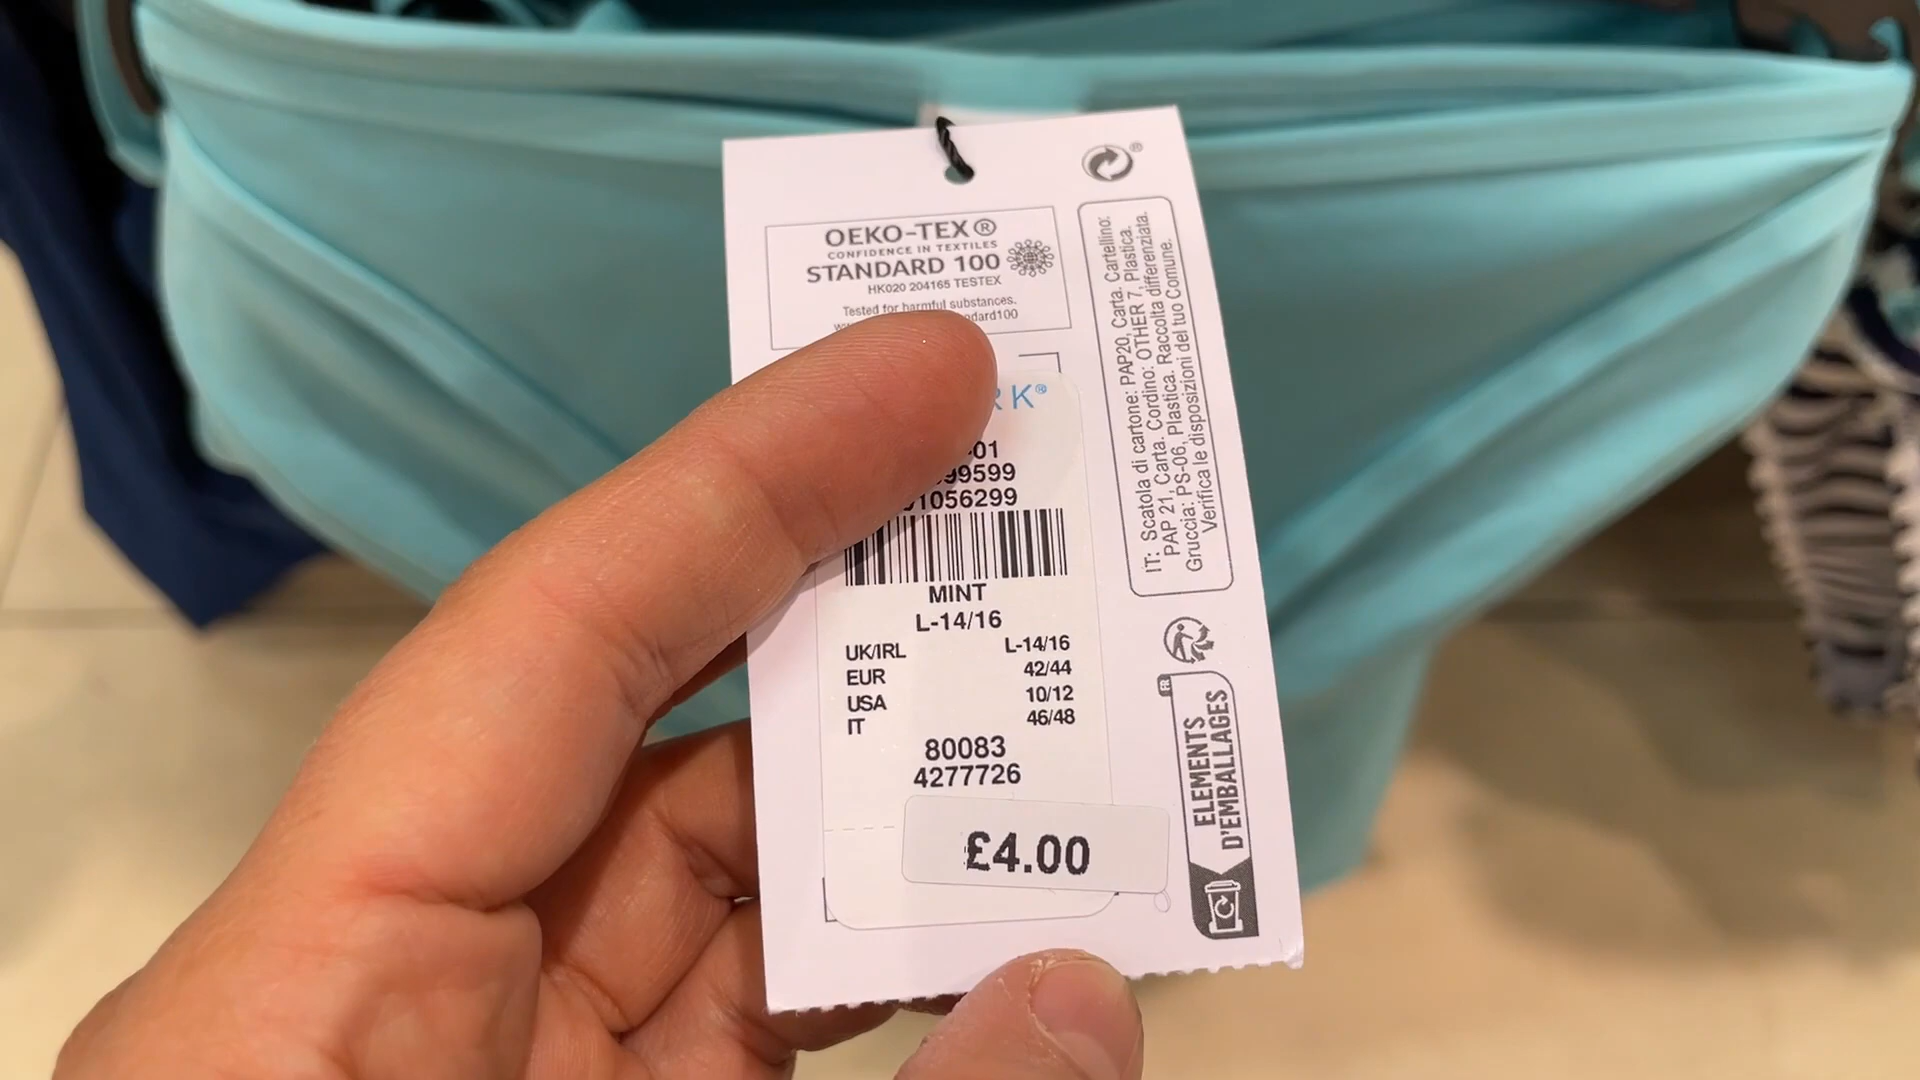 OEKO-TEX®
CONFIDENCE IN TEXTILES
STANDARD 100
HK020 204165 TESTEX
Tested for harmful substances.
RK®
-01
99599
1056299
MINT
L-14/16
UK/IRL L-14/16
EUR 42/44
USA 10/12
IT 46/48
80083
4277726
£4.00
IT: Scatola di cartone: PAP20, Carta. Cartellino:
PAP 21, Carta. Cordino: OTHER 7, Plastica.
Gruccia: PS-06, Plastica. Raccolta differenziata.
Verifica le disposizioni del tuo Comune.
FR
ELEMENTS
D'EMBALLAGES